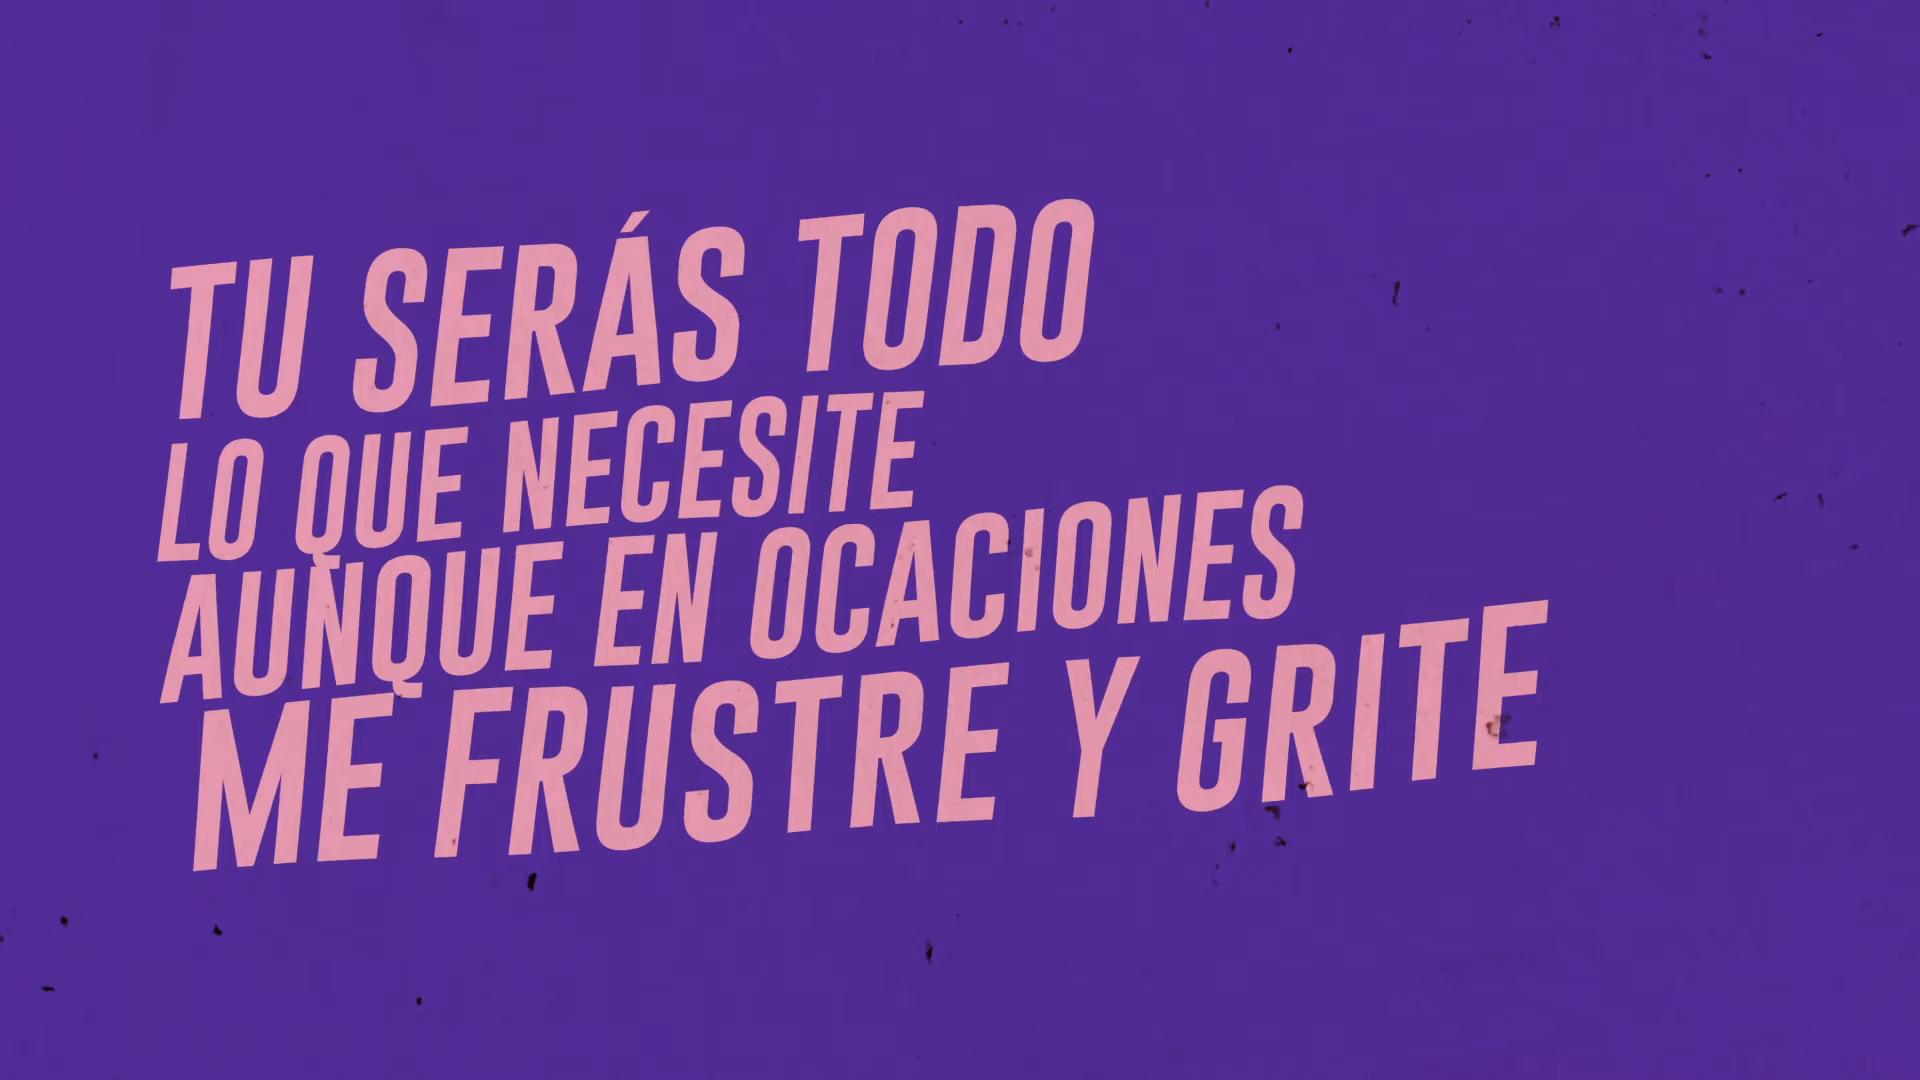 TU SERÁS TODO
LO QUE NECESITE
AUNQUE EN OCACIONES
ME FRUSTRE Y GRITE